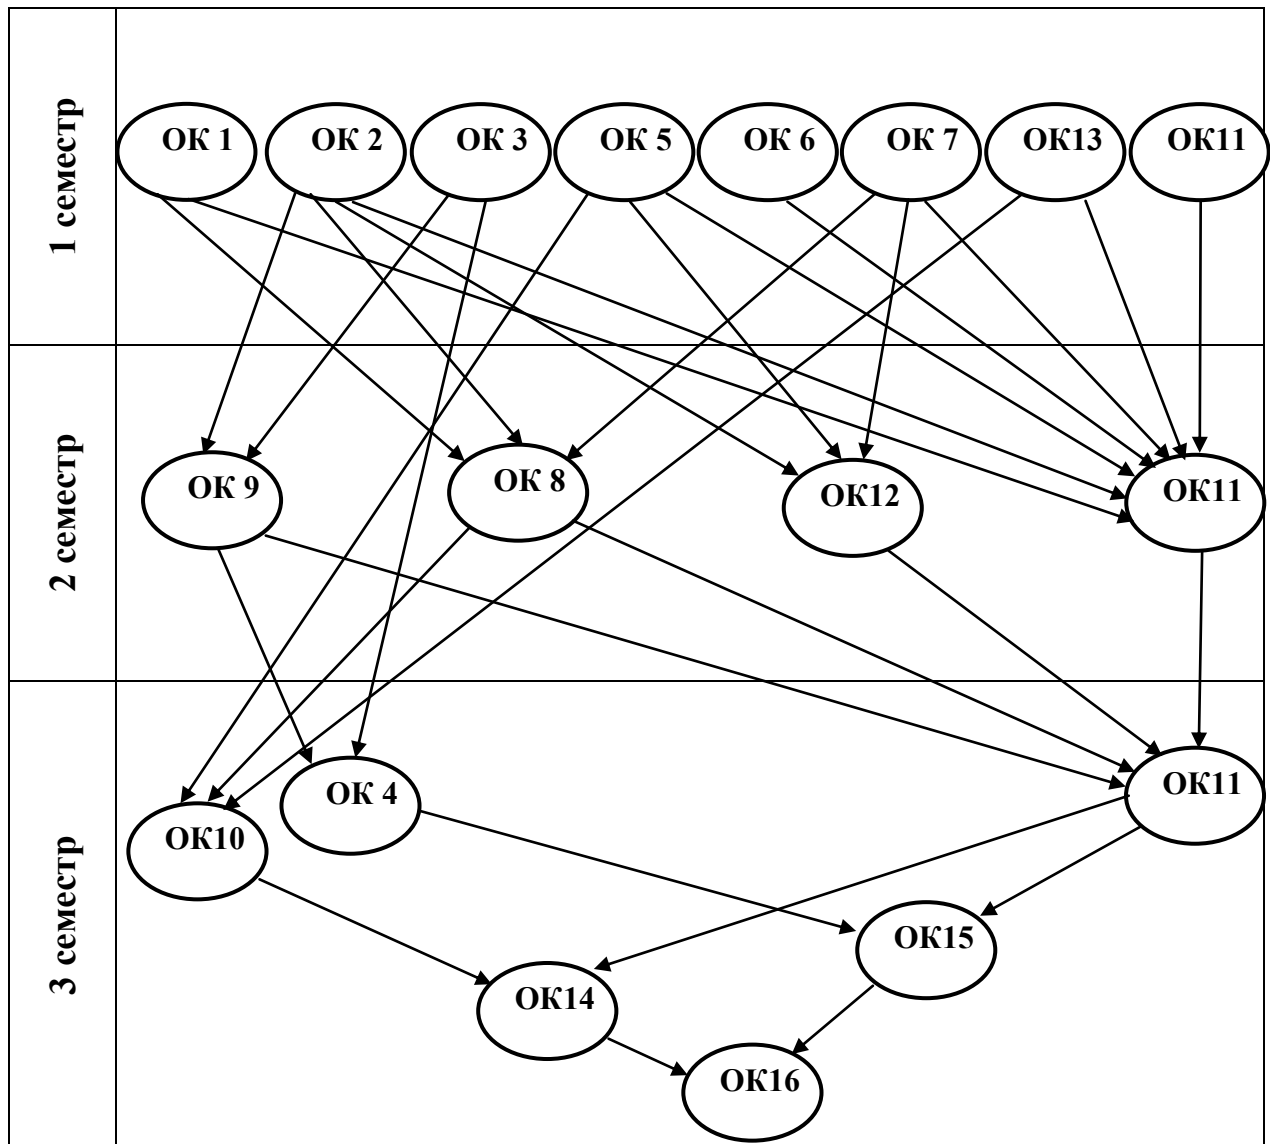 1 семестр
ОК 1
ОК 2
ОК 3
ОК 5
ОК 6
ОК 7
ОК13
ОК11
2 семестр
ОК 9
ОК 8
ОК12
ОК11
3 семестр
ОК10
ОК 4
ОК11
ОК15
ОК14
ОК16